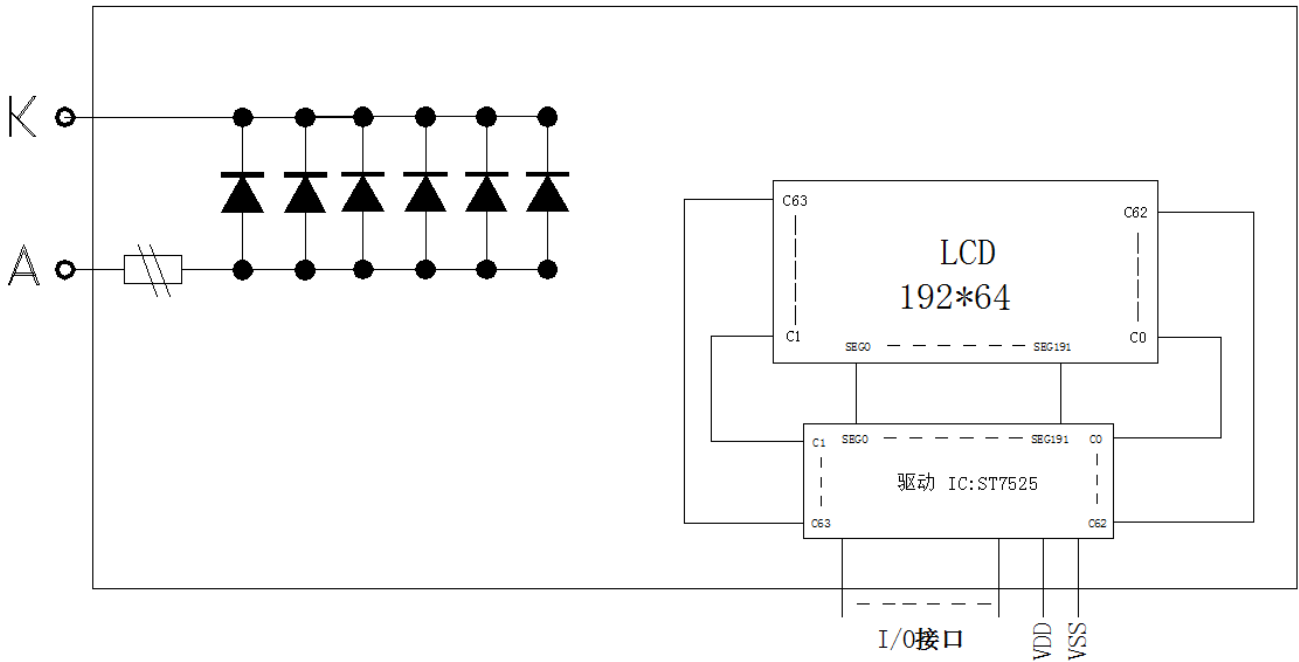 K
A
C63
C62
LCD
192*64
C1
C0
SEG0
SEG191
C1
SEG0
SEG191
C0
驱动 IC:ST7525
C63
C62
I/O接口
VDD
VSS